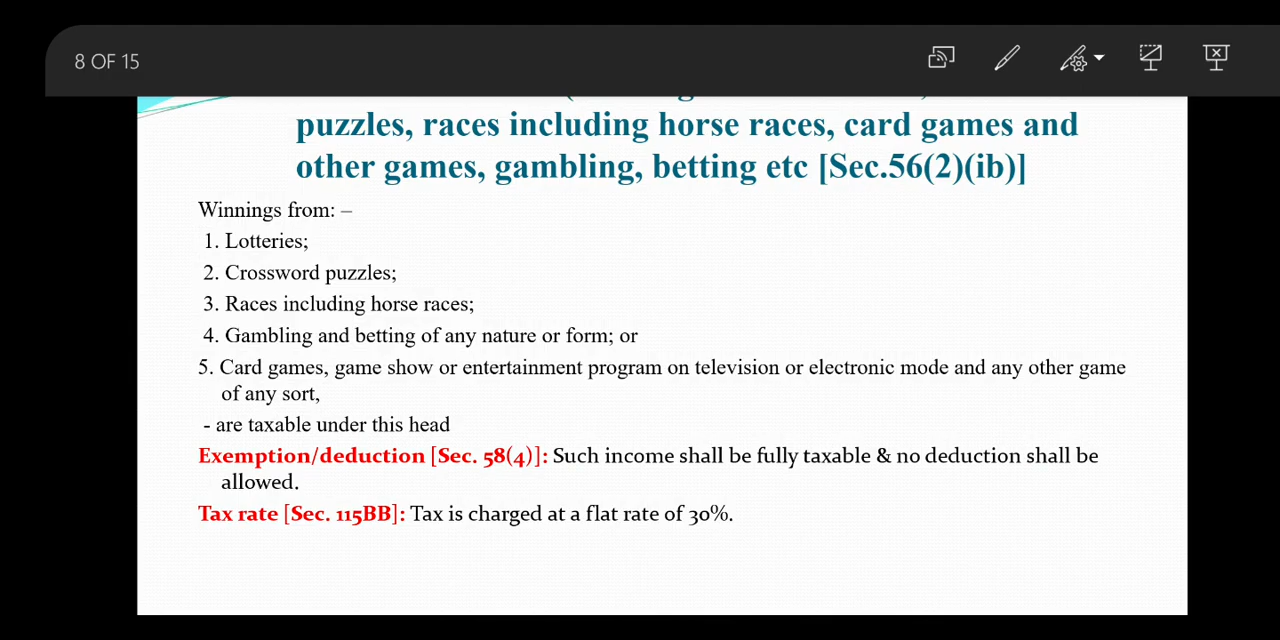 8 OF 15
puzzles, races including horse races, card games and
other games, gambling, betting etc [Sec.56(2)(ib)]
Winnings from: –
1. Lotteries;
2. Crossword puzzles;
3. Races including horse races;
4. Gambling and betting of any nature or form; or
5. Card games, game show or entertainment program on television or electronic mode and any other game
of any sort,
- are taxable under this head
Exemption/deduction [Sec. 58(4)]: Such income shall be fully taxable & no deduction shall be
allowed.
Tax rate [Sec. 115BB]: Tax is charged at a flat rate of 30%.